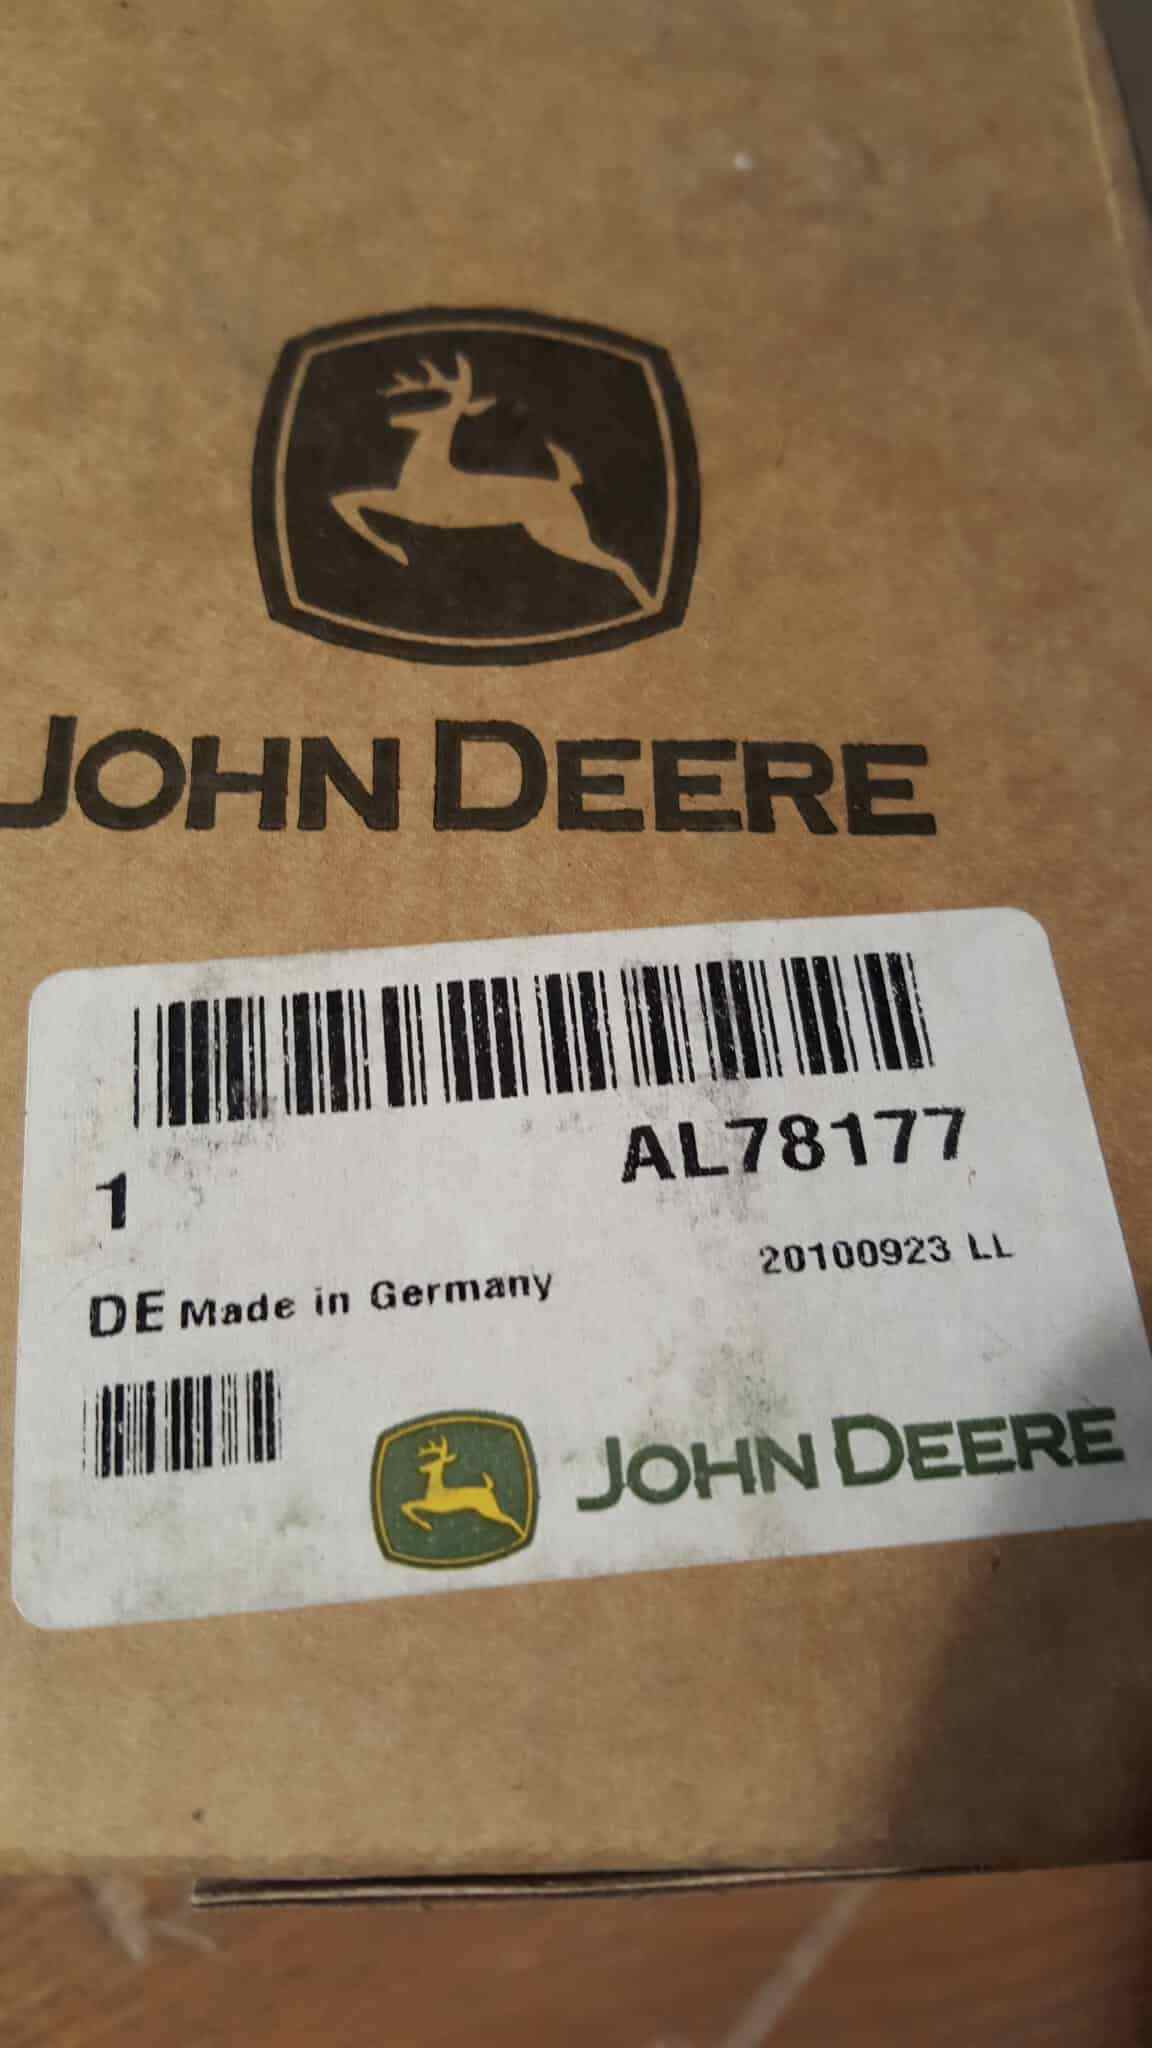 JOHN DEERE
1
AL78177
DE Made in Germany
20100923 LL
JOHN DEERE